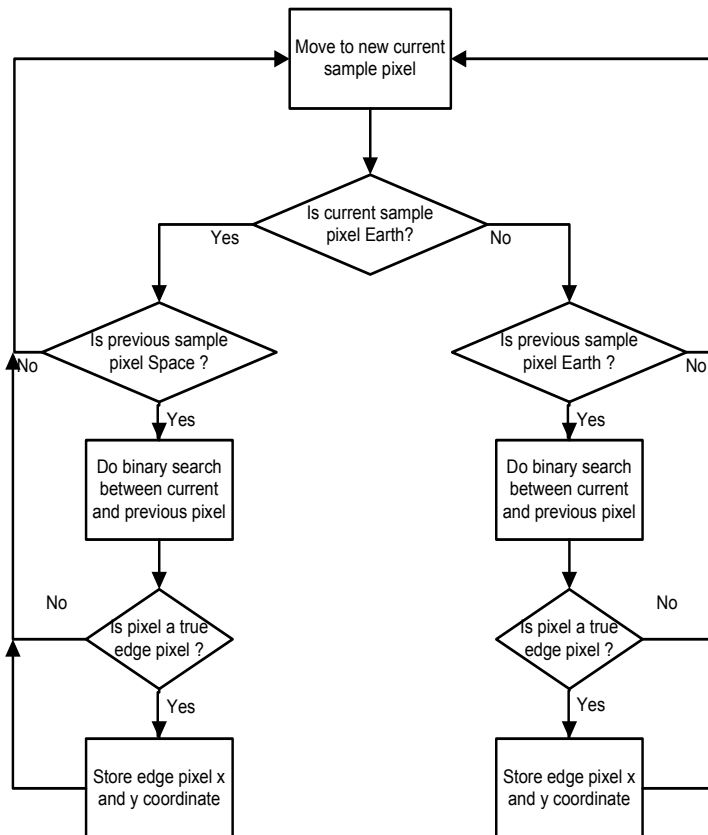 Move to new current
sample pixel
Is current sample
pixel Earth?
Yes
No
Is previous sample
pixel Space ?
Is previous sample
pixel Earth ?
No
No
Yes
Yes
Do binary search
between current
and previous pixel
Do binary search
between current
and previous pixel
No
No
Is pixel a true
edge pixel ?
Is pixel a true
edge pixel ?
Yes
Yes
Store edge pixel x
and y coordinate
Store edge pixel x
and y coordinate